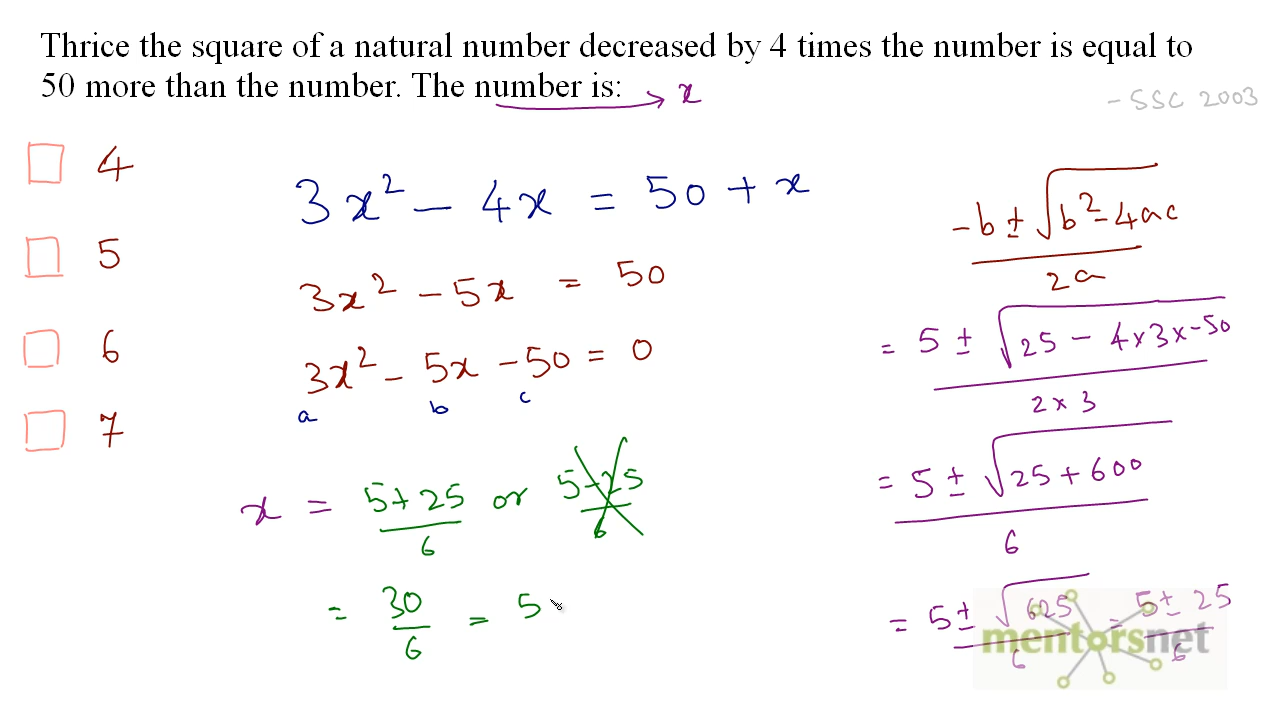 Thrice the square of a natural number decreased by 4 times the number is equal to
50 more than the number. The number is: → x
- SSC 2003
4
5
6
7
3x² - 4x = 50 + x
3x² - 5x = 50
3x² - 5x - 50 = 0
a b c
x = 5+25/6 or 5-25/6
= 30/6 = 5
-b ± √b²-4ac / 2a
= 5 ± √25 - 4×3×-50 / 2×3
= 5 ± √25+600 / 6
= 5 ± √625 / 6 = 5 ± 25 / 6
mentorsnet